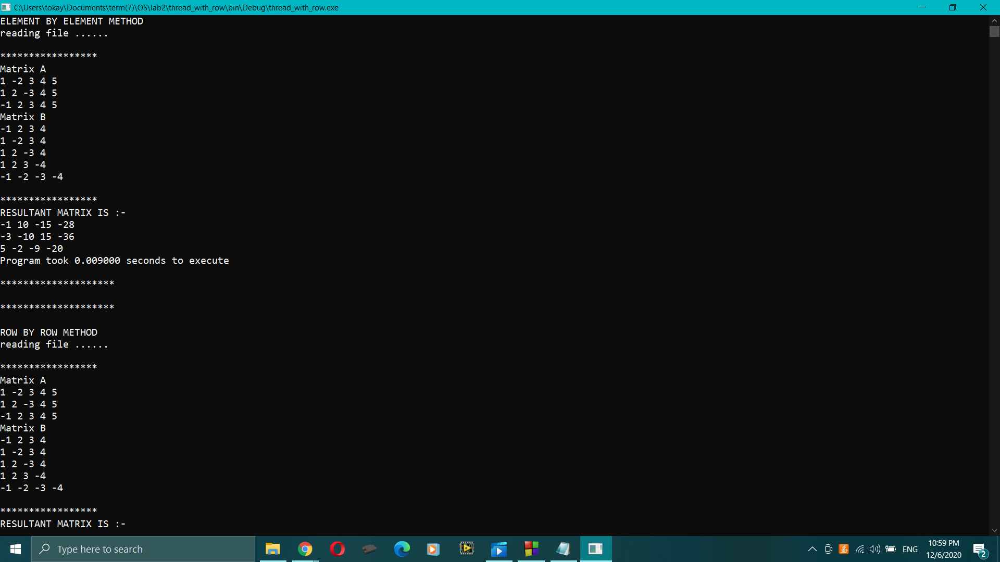 C:\Users\tokay\Documents\term(7)\OS\lab2\thread_with_row\bin\Debug\thread_with_row.exe
ELEMENT BY ELEMENT METHOD
reading file ......
*****************
Matrix A
1 -2 3 4 5
1 2 -3 4 5
-1 2 3 4 5
Matrix B
-1 2 3 4
1 -2 3 4
1 2 -3 4
1 2 3 -4
-1 -2 -3 -4
*****************
RESULTANT MATRIX IS :-
-1 10 -15 -28
-3 -10 15 -36
5 -2 -9 -20
Program took 0.009000 seconds to execute
********************
********************
ROW BY ROW METHOD
reading file ......
*****************
Matrix A
1 -2 3 4 5
1 2 -3 4 5
-1 2 3 4 5
Matrix B
-1 2 3 4
1 -2 3 4
1 2 -3 4
1 2 3 -4
-1 -2 -3 -4
*****************
RESULTANT MATRIX IS :-
Type here to search
ENG
10:59 PM
12/6/2020
2